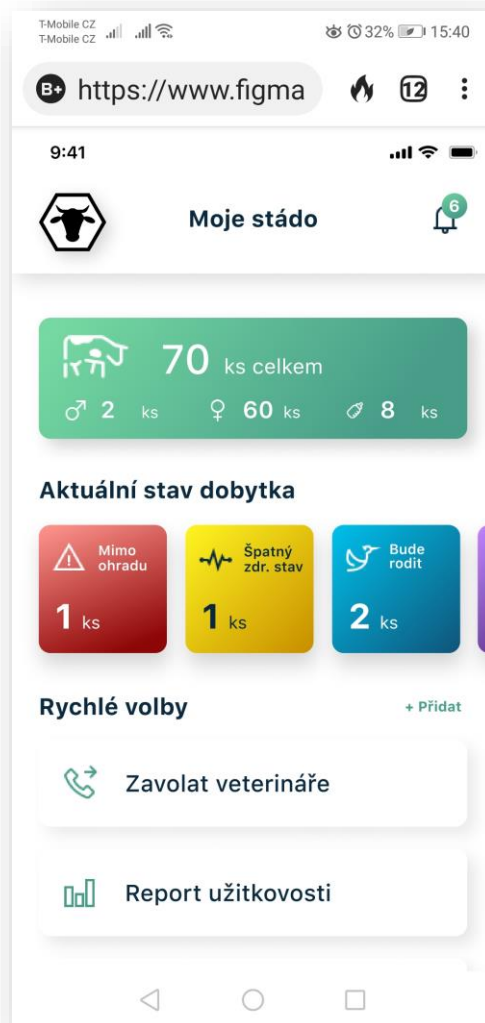 T-Mobile CZ
T-Mobile CZ
32% 15:40
B+ https://www.figma 12
9:41
Moje stádo
6
70 ks celkem
2 ks 60 ks 8 ks
Aktuální stav dobytka
Mimo
ohradu
1 ks
Špatný
zdr. stav
1 ks
Bude
rodit
2 ks
Rychlé volby
+ Přidat
Zavolat veterináře
Report užitkovosti